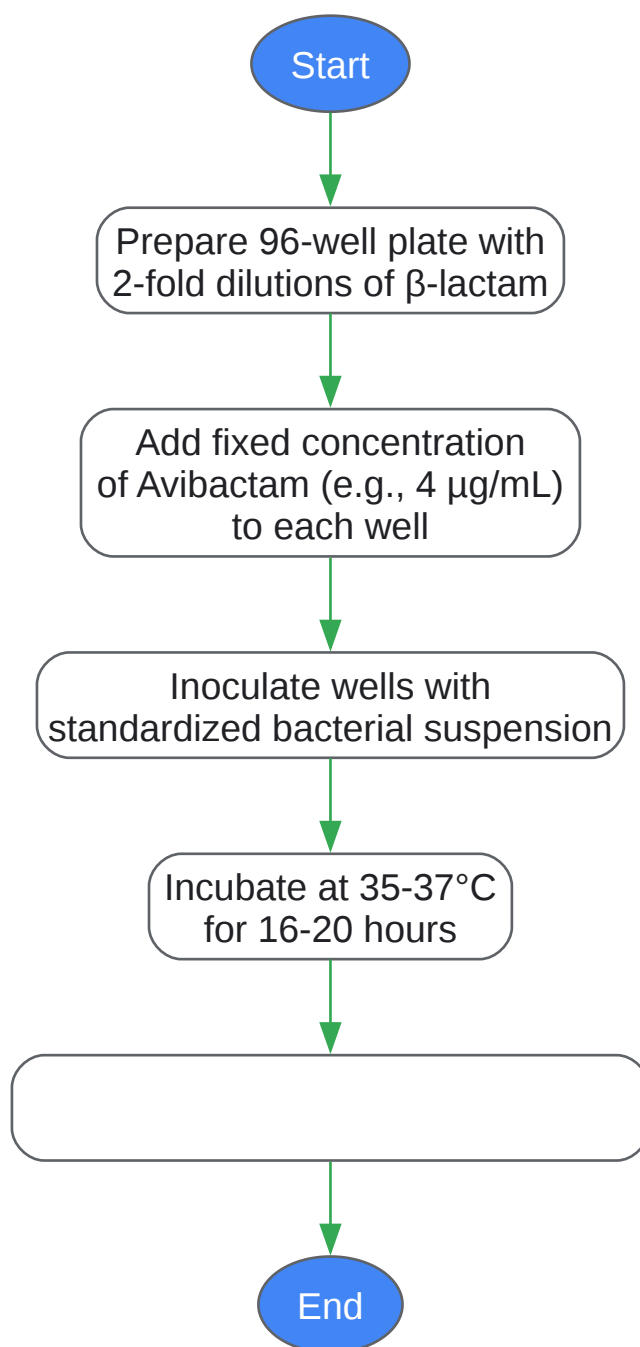 Start
Prepare 96-well plate with
2-fold dilutions of β-lactam
Add fixed concentration
of Avibactam (e.g., 4 µg/mL)
to each well
Inoculate wells with
standardized bacterial suspension
Incubate at 35-37°C
for 16-20 hours
End